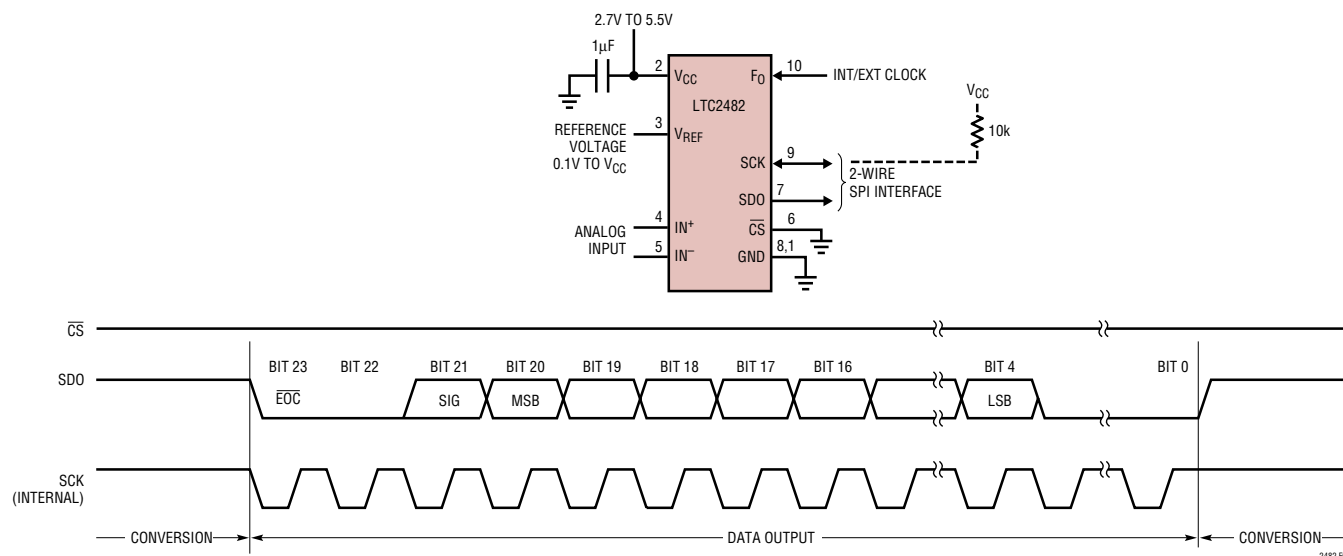 2.7V TO 5.5V
1µF
2
VCC
LTC2482
FO
10
INT/EXT CLOCK
VCC
10k
REFERENCE
VOLTAGE
0.1V TO VCC
3
VREF
SCK
9
2-WIRE
SPI INTERFACE
SDO
7
ANALOG
INPUT
4
IN+
5
IN–
CS
6
GND
8,1
CS
SDO
BIT 23
BIT 22
BIT 21
BIT 20
BIT 19
BIT 18
BIT 17
BIT 16
BIT 4
BIT 0
EOC
SIG
MSB
LSB
SCK
(INTERNAL)
CONVERSION
DATA OUTPUT
CONVERSION